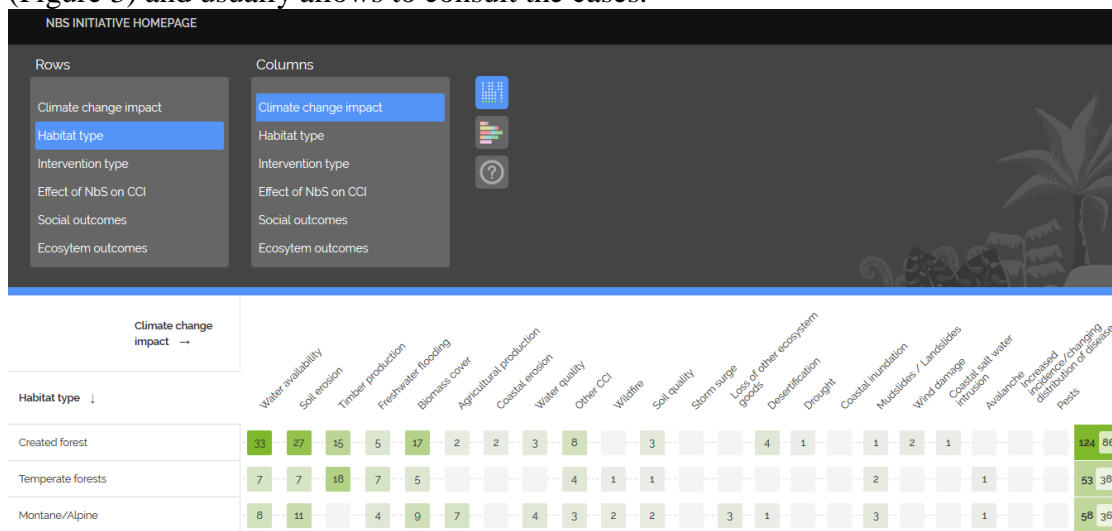 (Figure 3) and usually allows to consult the cases.
NBS INITIATIVE HOMEPAGE
Rows
Climate change impact
Habitat type
Intervention type
Effect of NbS on CCI
Social outcomes
Ecosytem outcomes
Columns
Climate change impact
Habitat type
Intervention type
Effect of NbS on CCI
Social outcomes
Ecosytem outcomes
?
Climate change
impact →
Habitat type ↓
Water availability
Soil erosion
Timber production
Freshwater flooding
Biomass cover
Agricultural production
Coastal erosion
Water quality
Other CCI
Wildfire
Soil quality
Storm surge
Loss of other ecosystem
goods
Desertification
Drought
Coastal inundation
Mudslides / Landslides
Wind damage
Coastal salt water
intrusion
Avalanche
Increased
incidence/changing
distribution of disease
Pests
Created forest 33 27 15 5 17 2 2 3 8 3 4 1 1 2 1 124 86
Temperate forests 7 7 18 7 5 4 1 1 2 1 53 38
Montane/Alpine 8 11 4 9 7 4 3 2 2 3 1 3 1 58 36